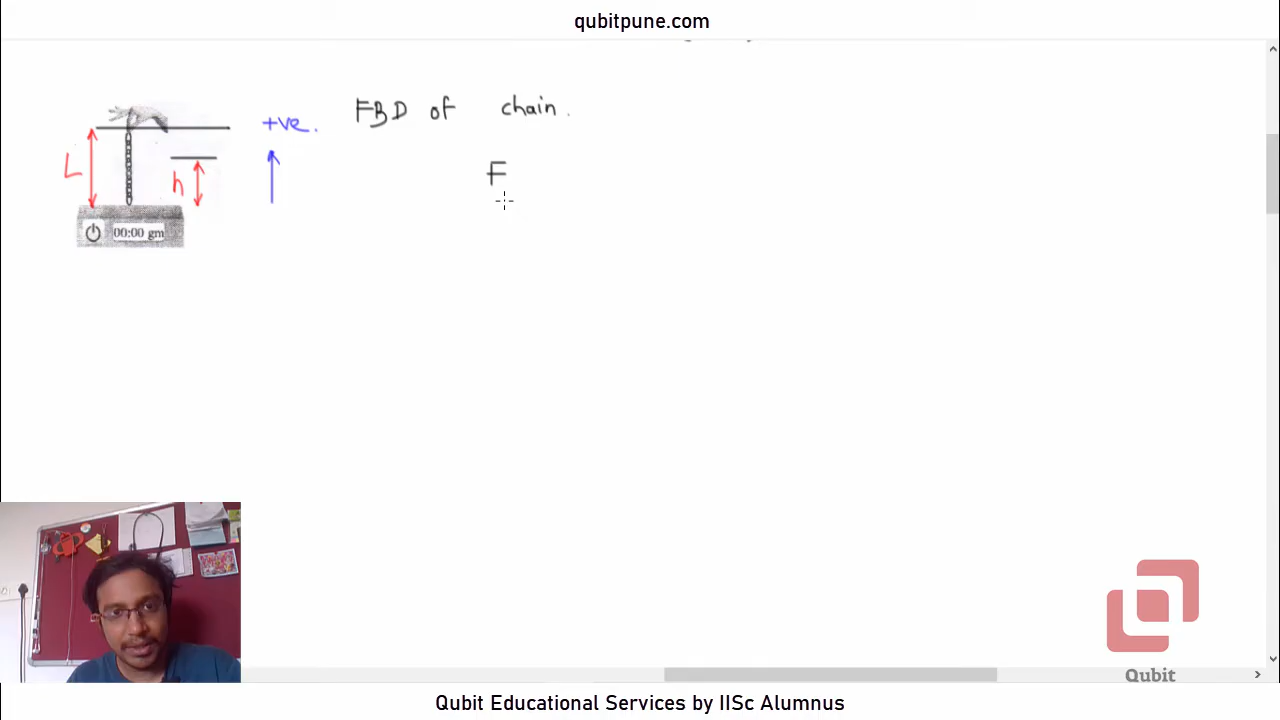 qubitpune.com
+ve.
FBD of chain.
L
h
F
00:00 gm
Qubit
Qubit Educational Services by IISc Alumnus